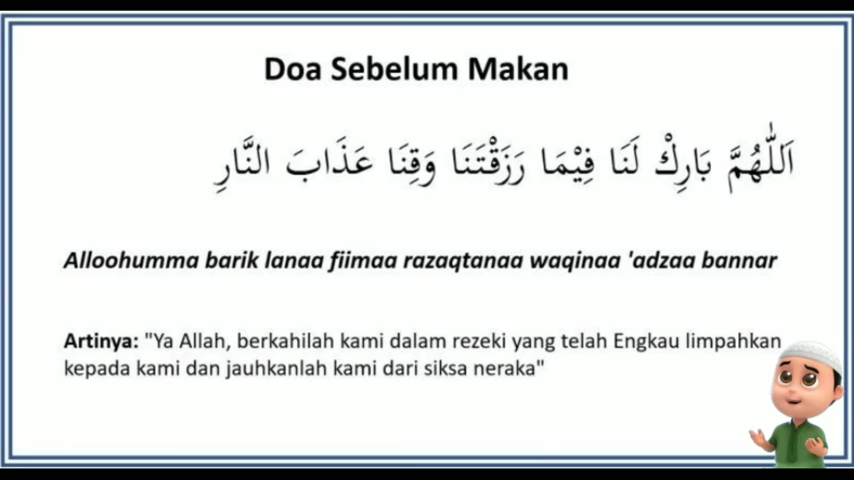 Doa Sebelum Makan
اَللّٰهُمَّ بَارِكْ لَنَا فِيْمَا رَزَقْتَنَا وَقِنَا عَذَابَ النَّارِ
Alloohumma barik lanaa fiimaa razaqtanaa waqinaa 'adzaa bannar
Artinya: "Ya Allah, berkahilah kami dalam rezeki yang telah Engkau limpahkan
kepada kami dan jauhkanlah kami dari siksa neraka"